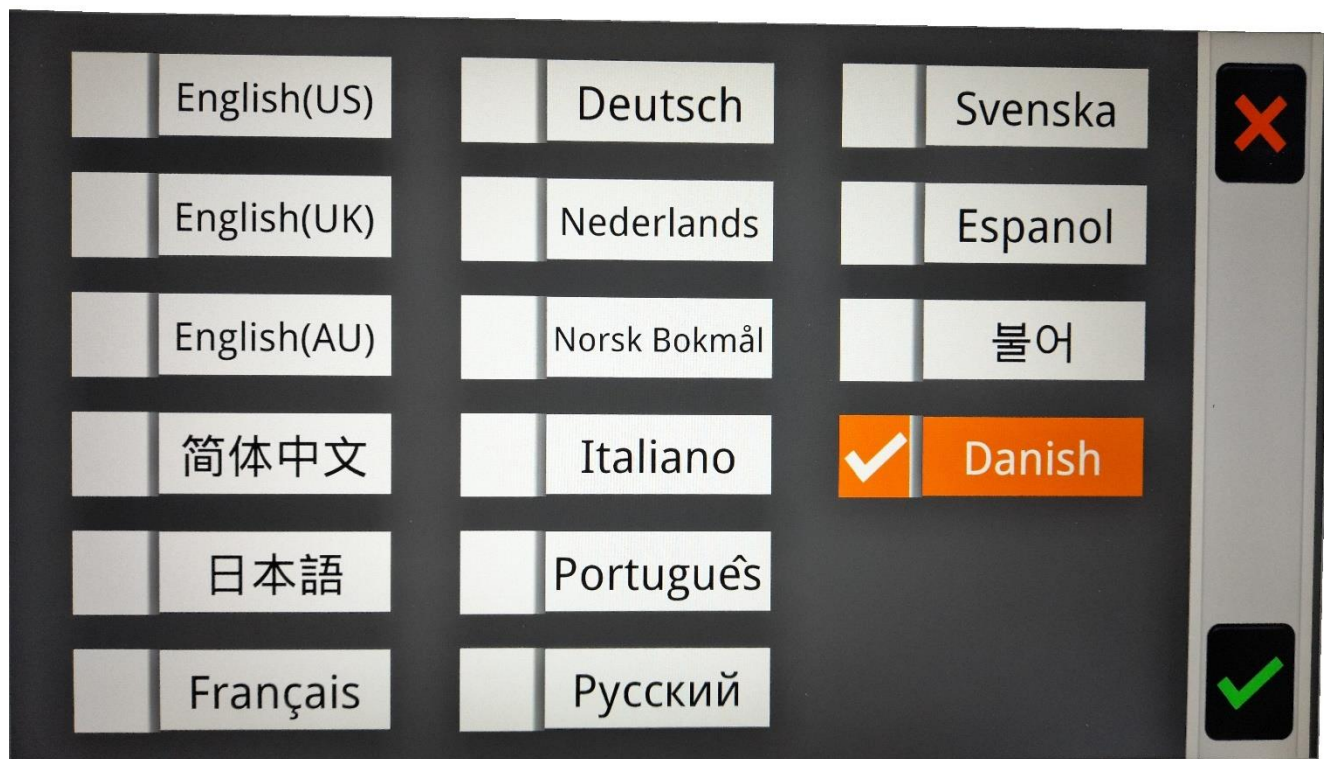 English(US)
English(UK)
English(AU)
简体中文
日本語
Français
Deutsch
Nederlands
Norsk Bokmål
Italiano
Portugueŝ
Русский
Svenska
Espanol
불어
Danish